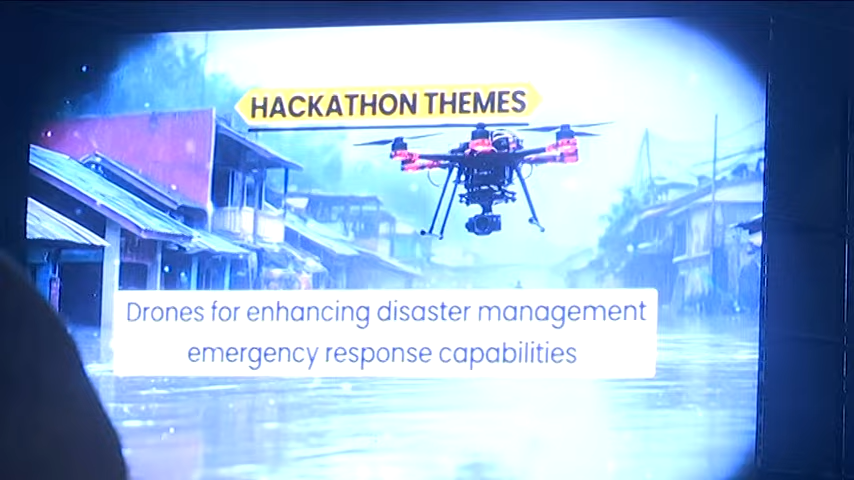 HACKATHON THEMES
Drones for enhancing disaster management
emergency response capabilities